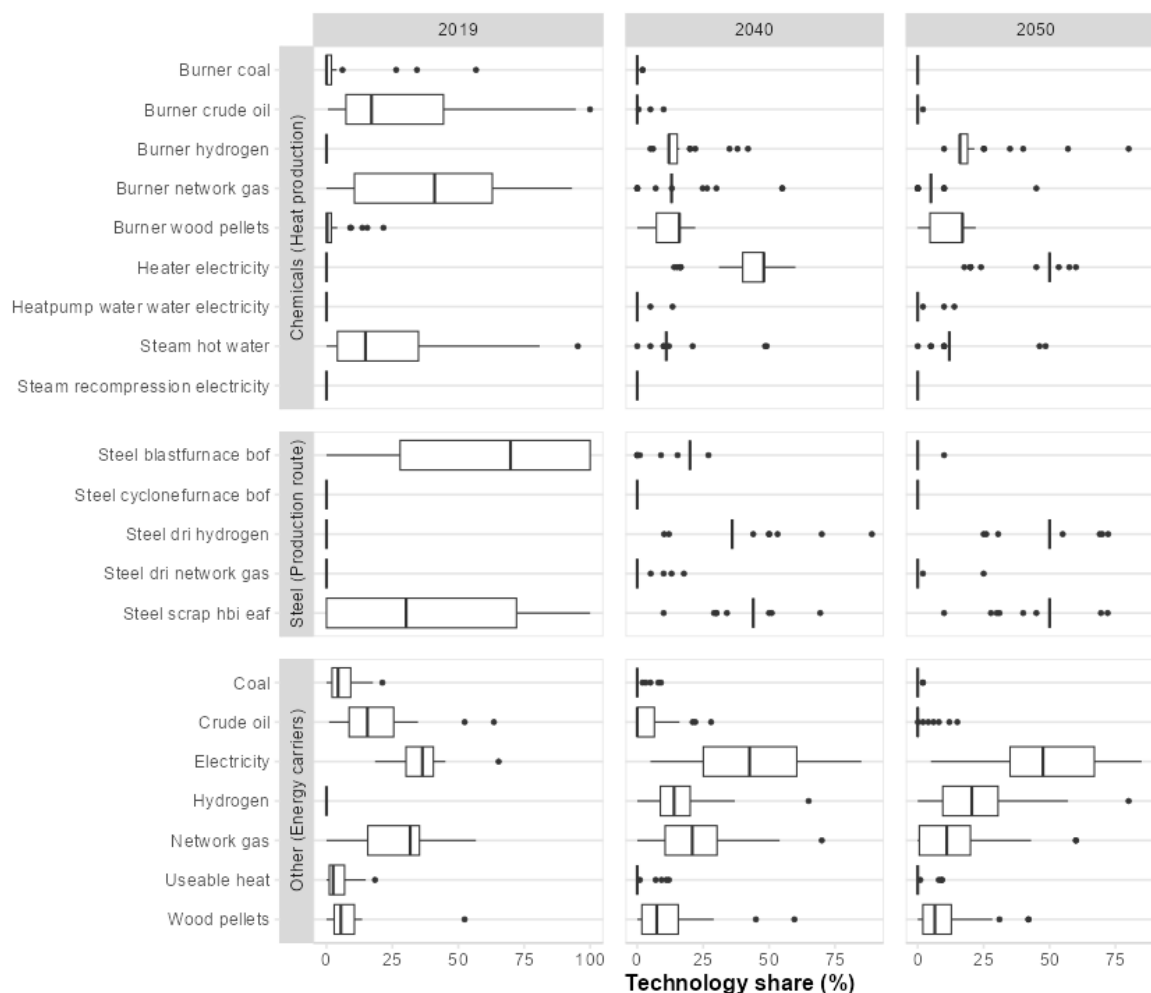 2019
2040
2050
Chemicals (Heat production)
Burner coal
Burner crude oil
Burner hydrogen
Burner network gas
Burner wood pellets
Heater electricity
Heatpump water water electricity
Steam hot water
Steam recompression electricity
Steel (Production route)
Steel blastfurnace bof
Steel cyclonefurnace bof
Steel dri hydrogen
Steel dri network gas
Steel scrap hbi eaf
Other (Energy carriers)
Coal
Crude oil
Electricity
Hydrogen
Network gas
Useable heat
Wood pellets
0 25 50 75 100 0 25 50 75 0 25 50 75
Technology share (%)